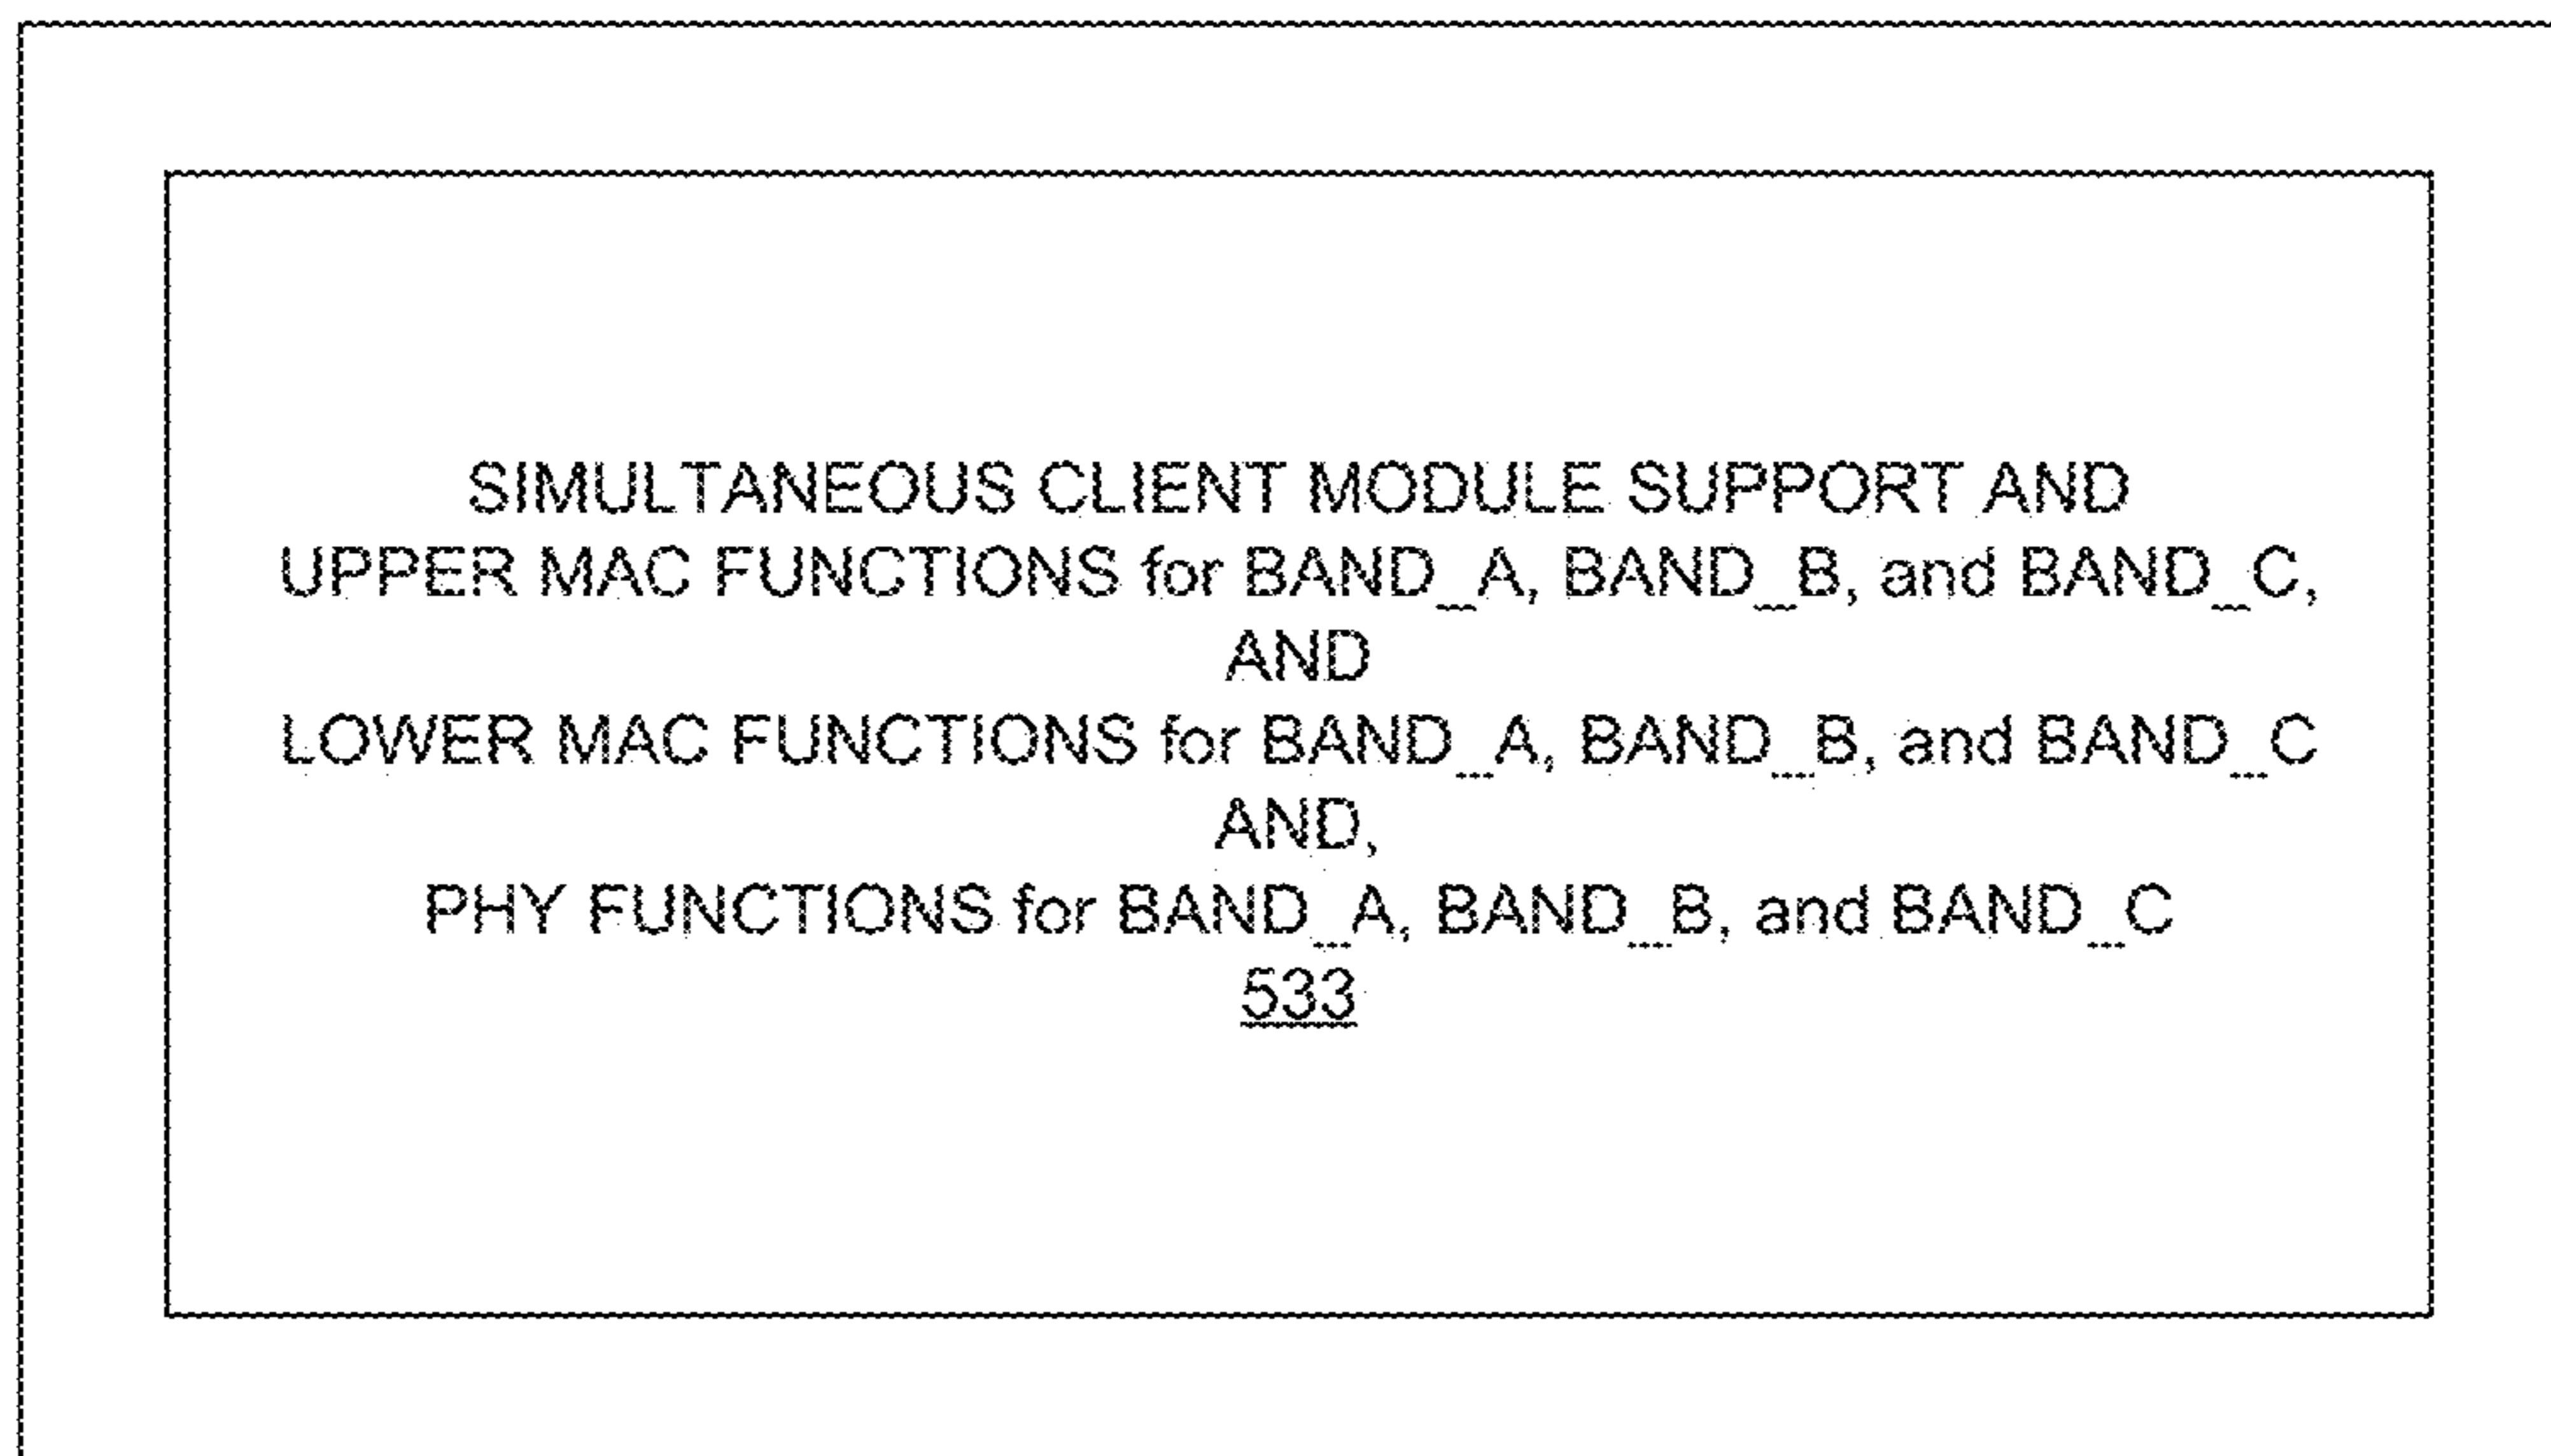 SIMULTANEOUS CLIENT MODULE SUPPORT AND
UPPER MAC FUNCTIONS for BAND_A, BAND_B, and BAND_C,
AND
LOWER MAC FUNCTIONS for BAND_A, BAND_B, and BAND_C
AND,
PHY FUNCTIONS for BAND_A, BAND_B, and BAND_C
533